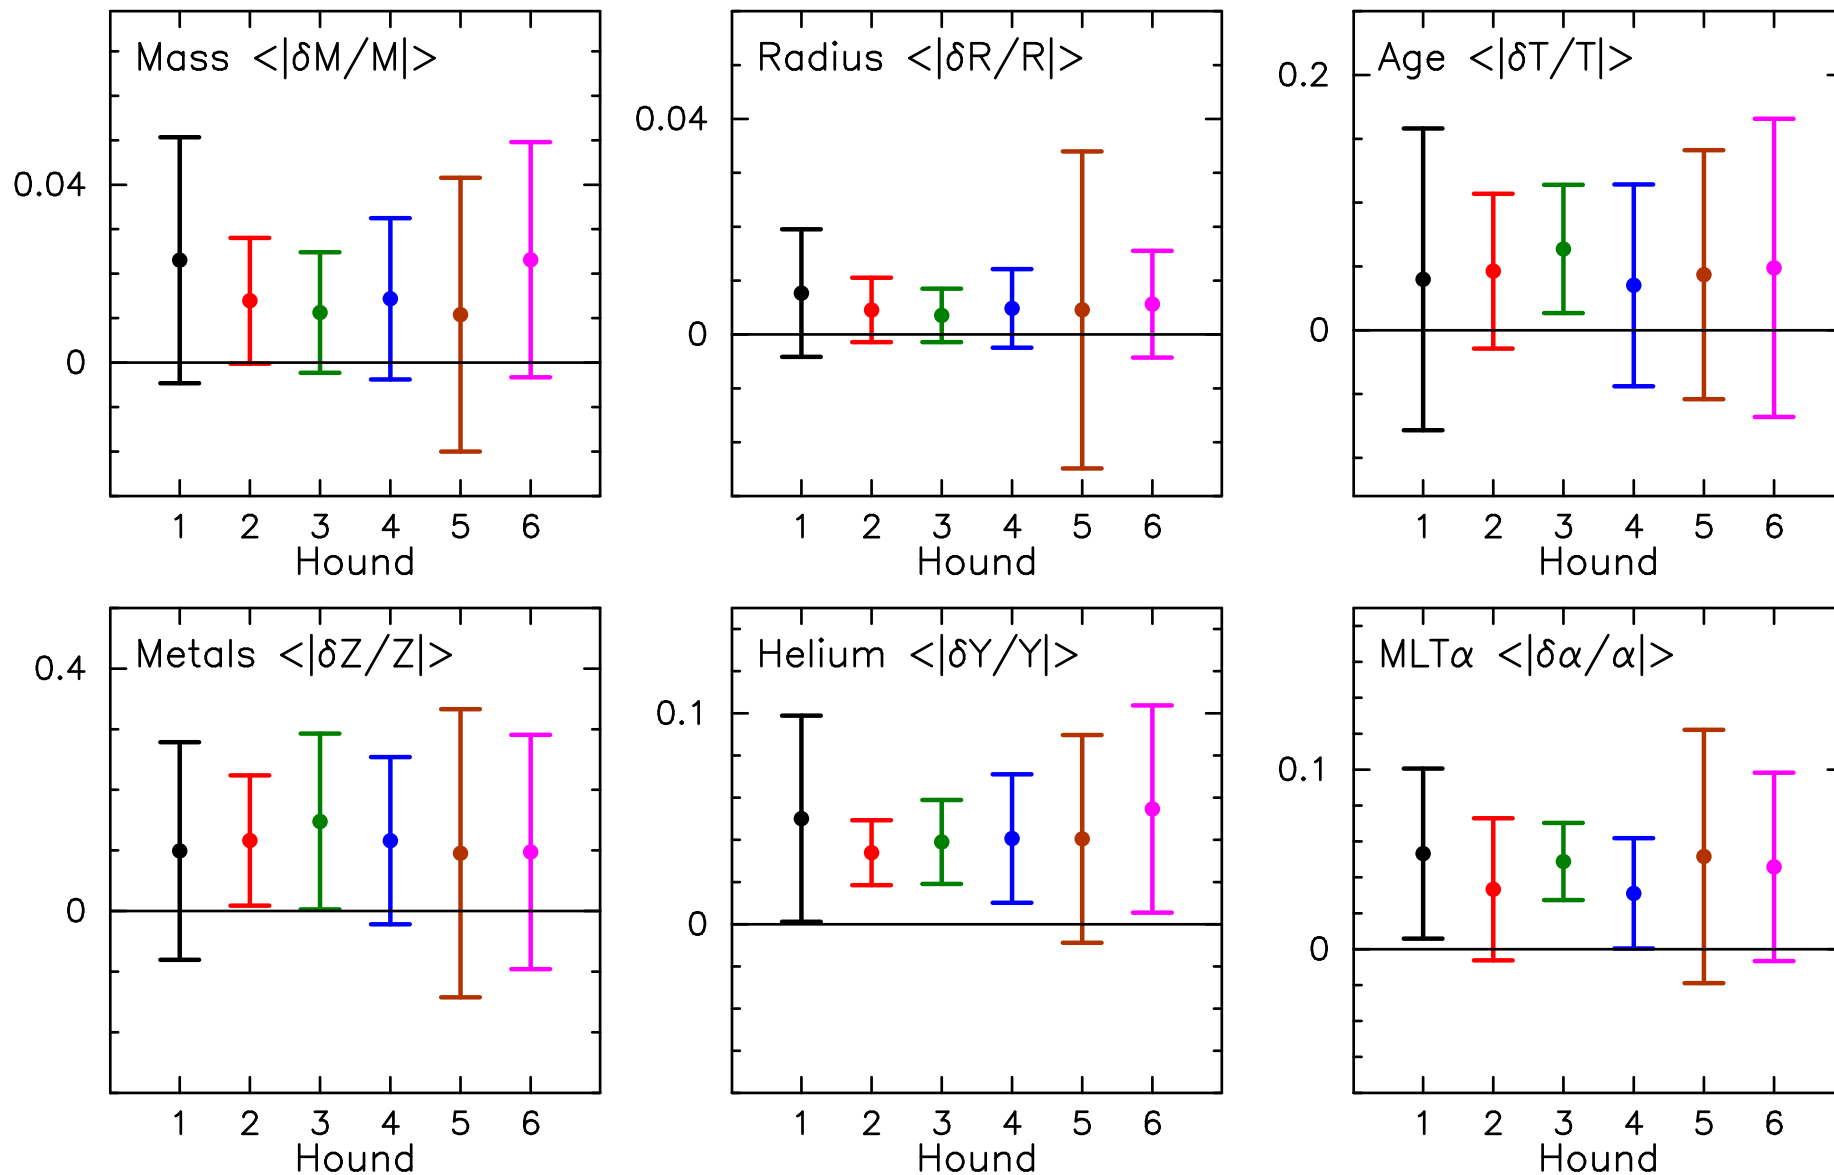 Mass <|δM/M|>
0.04
0
1 2 3 4 5 6
Hound
Radius <|δR/R|>
0.04
0
1 2 3 4 5 6
Hound
Age <|δT/T|>
0.2
0
1 2 3 4 5 6
Hound
Metals <|δZ/Z|>
0.4
0
1 2 3 4 5 6
Hound
Helium <|δY/Y|>
0.1
0
1 2 3 4 5 6
Hound
MLTα <|δα/α|>
0.1
0
1 2 3 4 5 6
Hound